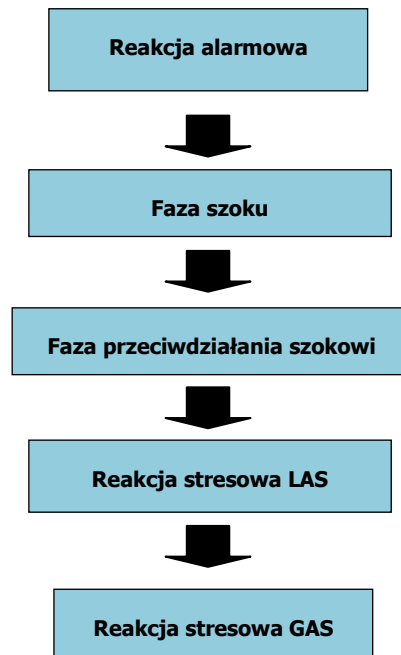 Reakcja alarmowa
Faza szoku
Faza przeciwdziałania szokowi
Reakcja stresowa LAS
Reakcja stresowa GAS